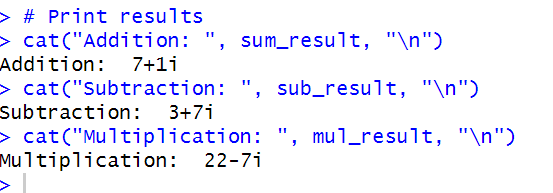 > # Print results
> cat("Addition: ", sum_result, "\n")
Addition:  7+1i
> cat("Subtraction: ", sub_result, "\n")
Subtraction:  3+7i
> cat("Multiplication: ", mul_result, "\n")
Multiplication:  22-7i
>